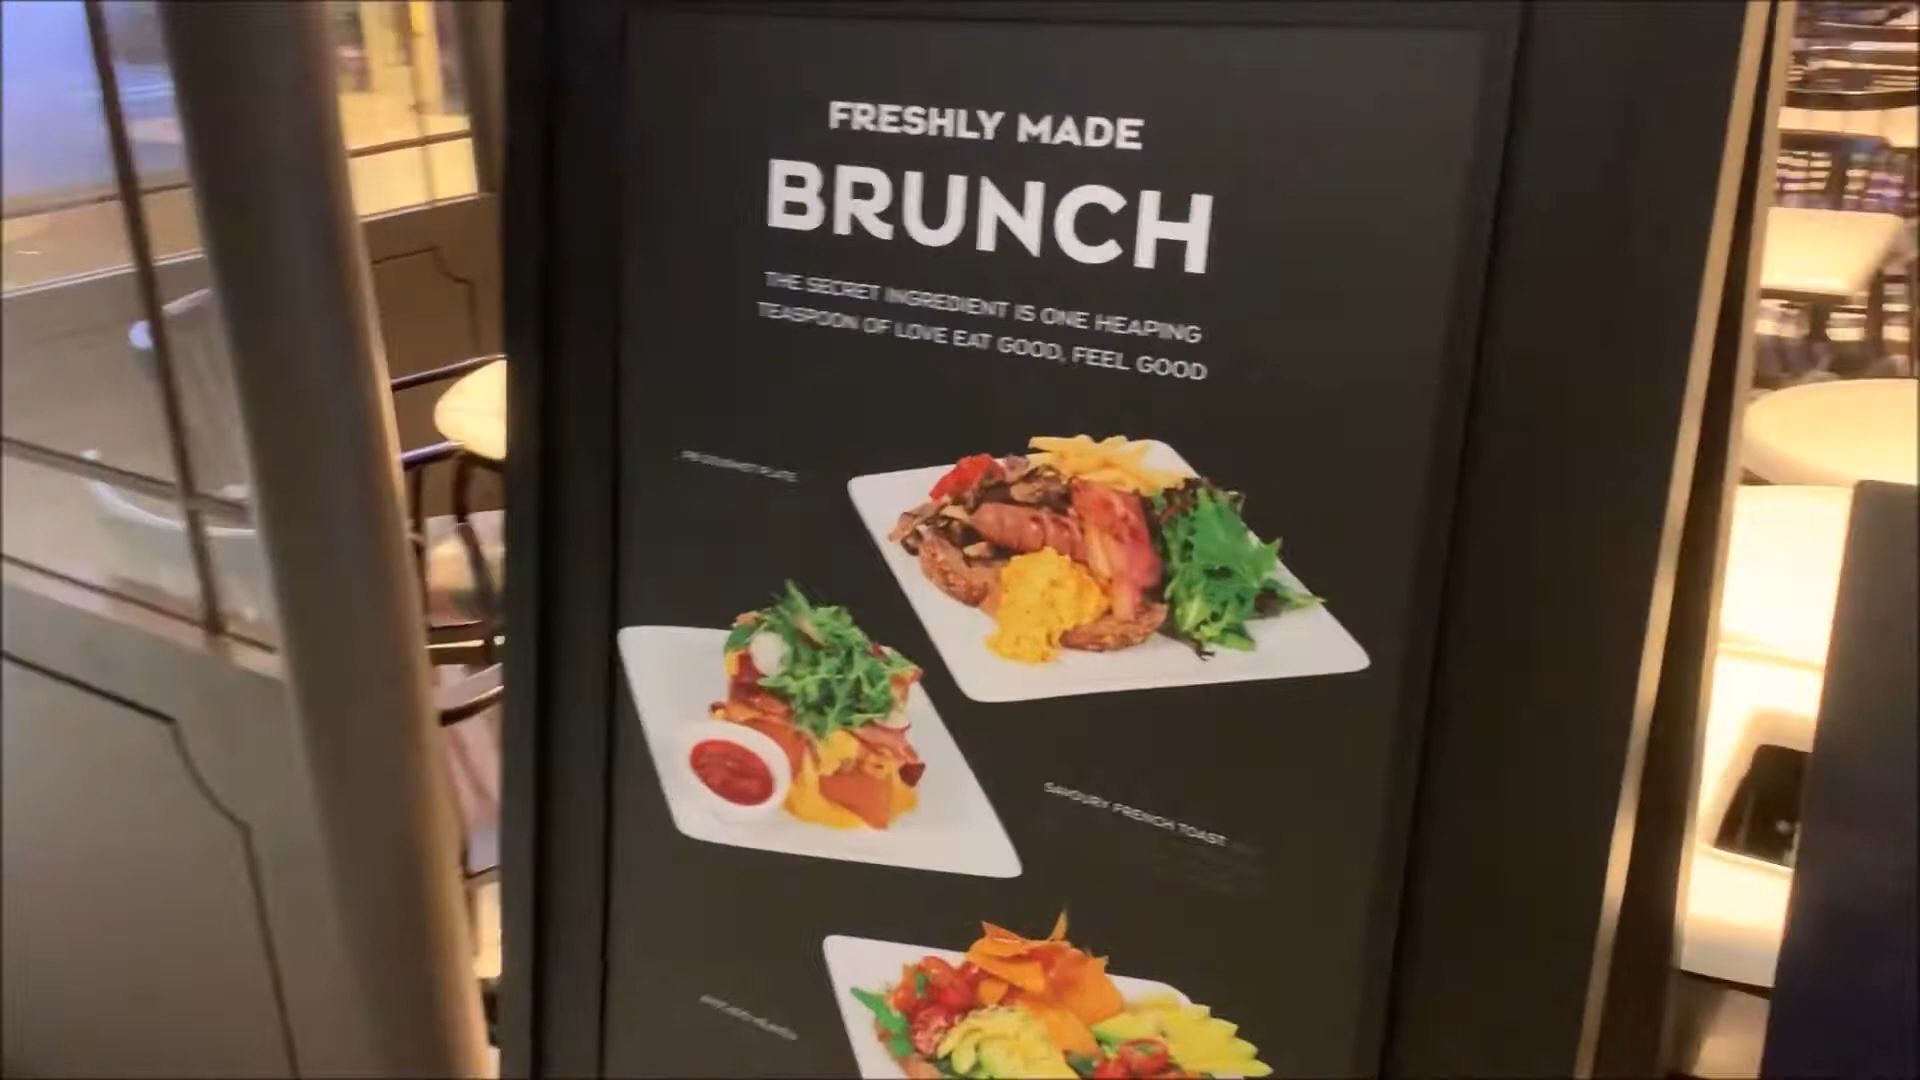 FRESHLY MADE
BRUNCH
THE SECRET INGREDIENT IS ONE HEAPING
TEASPOON OF LOVE EAT GOOD, FEEL GOOD
SAVOURY FRENCH TOAST